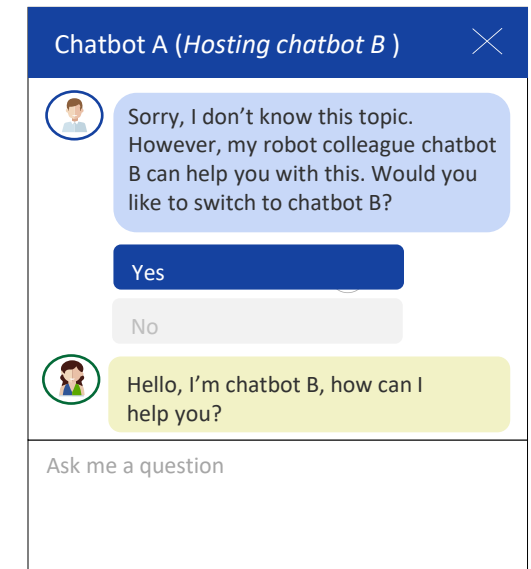 Chatbot A (Hosting chatbot B )
Sorry, I don’t know this topic.
However, my robot colleague chatbot
B can help you with this. Would you
like to switch to chatbot B?
Yes
No
Hello, I’m chatbot B, how can I
help you?
Ask me a question